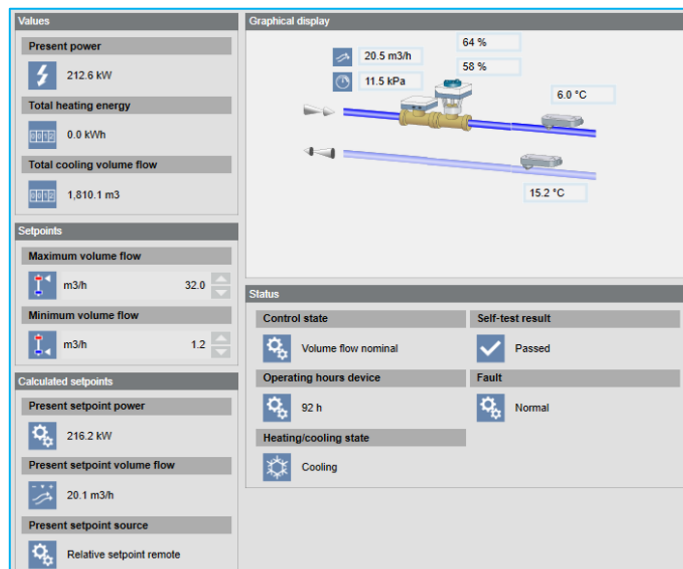 Values
Present power
212.6 kW
Total heating energy
0.0 kWh
Total cooling volume flow
1,810.1 m3
Setpoints
Maximum volume flow
m3/h 32.0
Minimum volume flow
m3/h 1.2
Calculated setpoints
Present setpoint power
216.2 kW
Present setpoint volume flow
20.1 m3/h
Present setpoint source
Relative setpoint remote
Graphical display
64 %
20.5 m3/h
58 %
11.5 kPa
6.0 °C
15.2 °C
Status
Control state
Volume flow nominal
Self-test result
Passed
Operating hours device
92 h
Fault
Normal
Heating/cooling state
Cooling